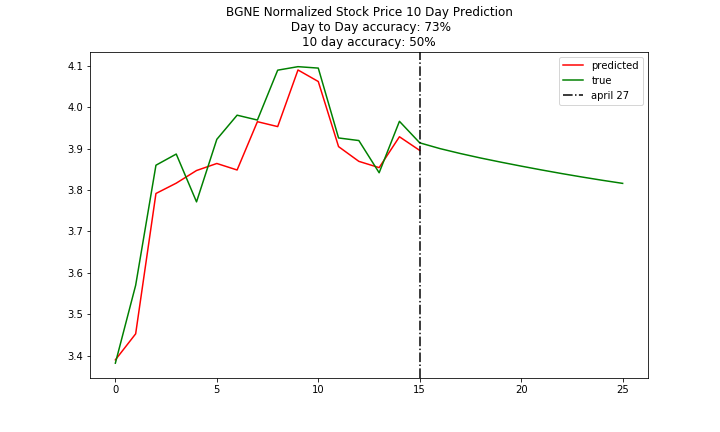 BGNE Normalized Stock Price 10 Day Prediction
Day to Day accuracy: 73%
10 day accuracy: 50%
predicted
true
april 27
4.1
4.0
3.9
3.8
3.7
3.6
3.5
3.4
0 5 10 15 20 25